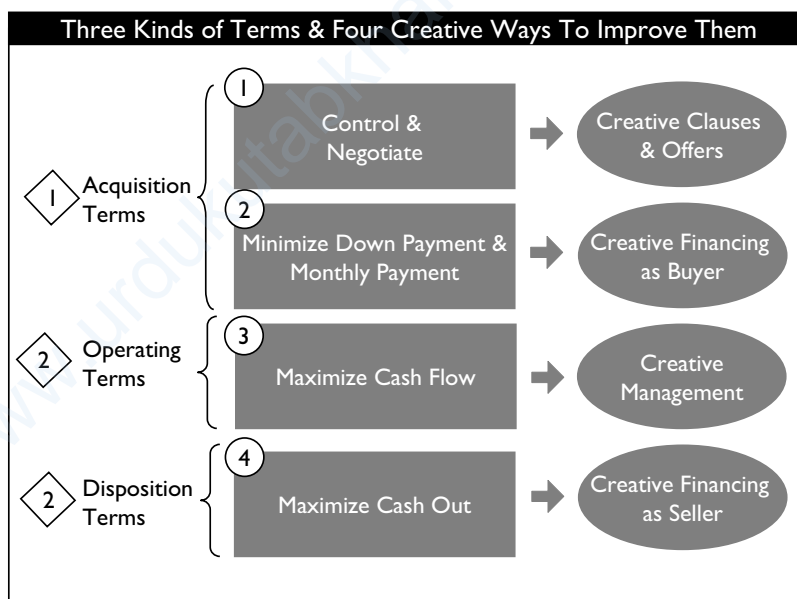 Three Kinds of Terms & Four Creative Ways To Improve Them
1
Acquisition
Terms
1
Control &
Negotiate
Creative Clauses
& Offers
2
Minimize Down Payment &
Monthly Payment
Creative Financing
as Buyer
2
Operating
Terms
3
Maximize Cash Flow
Creative
Management
2
Disposition
Terms
4
Maximize Cash Out
Creative Financing
as Seller